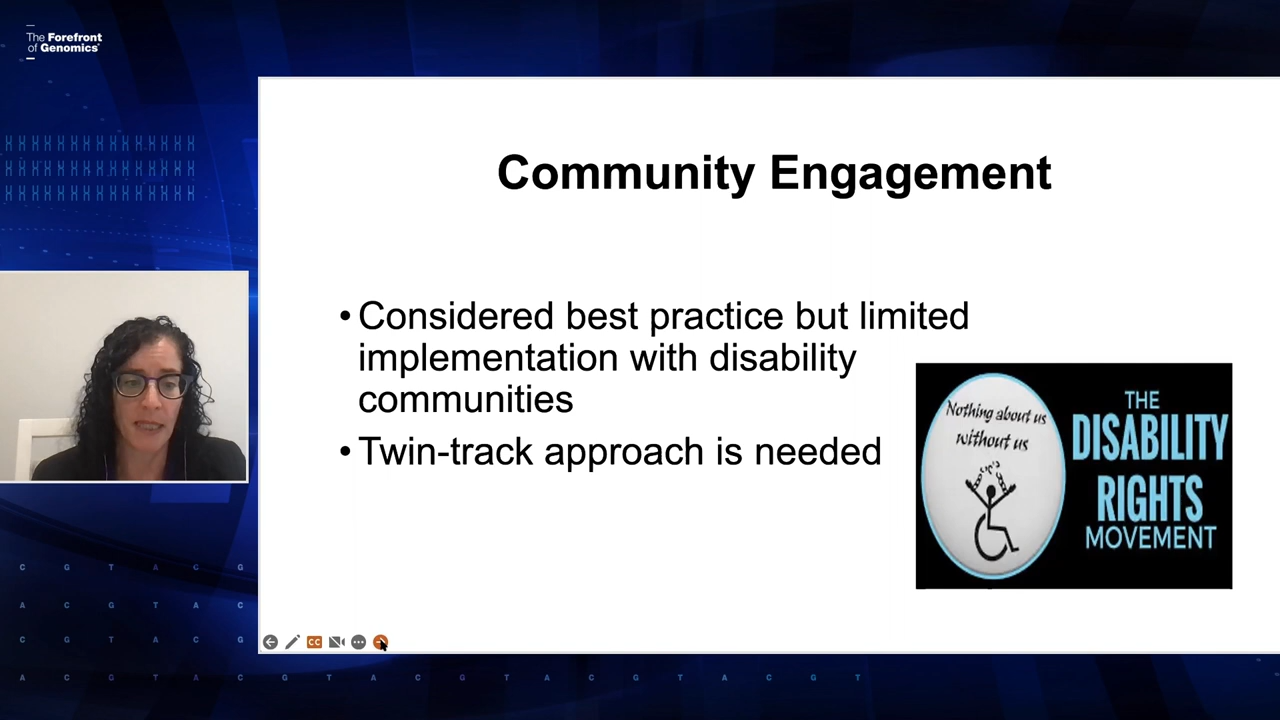 The Forefront
of Genomics®
Community Engagement
• Considered best practice but limited
implementation with disability
communities
• Twin-track approach is needed
Nothing about us
without us
THE
DISABILITY
RIGHTS
MOVEMENT
CC
C G T A C G
A C G T A C
C G T A C G
A C G T A C G T A C G T A C G T A C G T